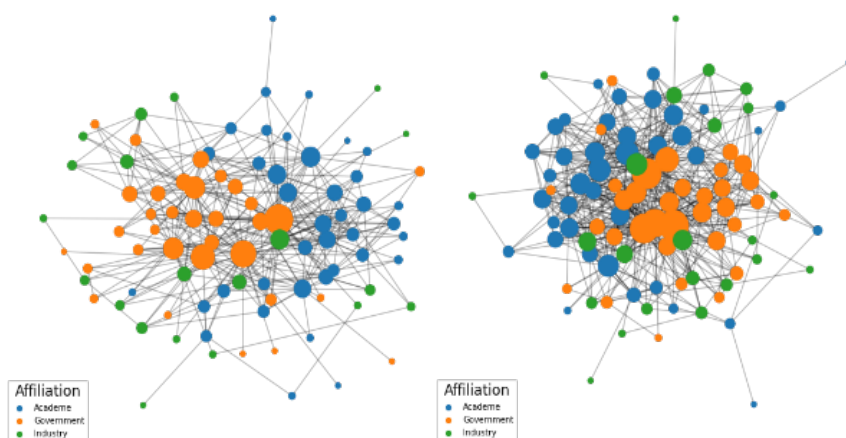 Affiliation
Academe
Government
Industry
Affiliation
Academe
Government
Industry